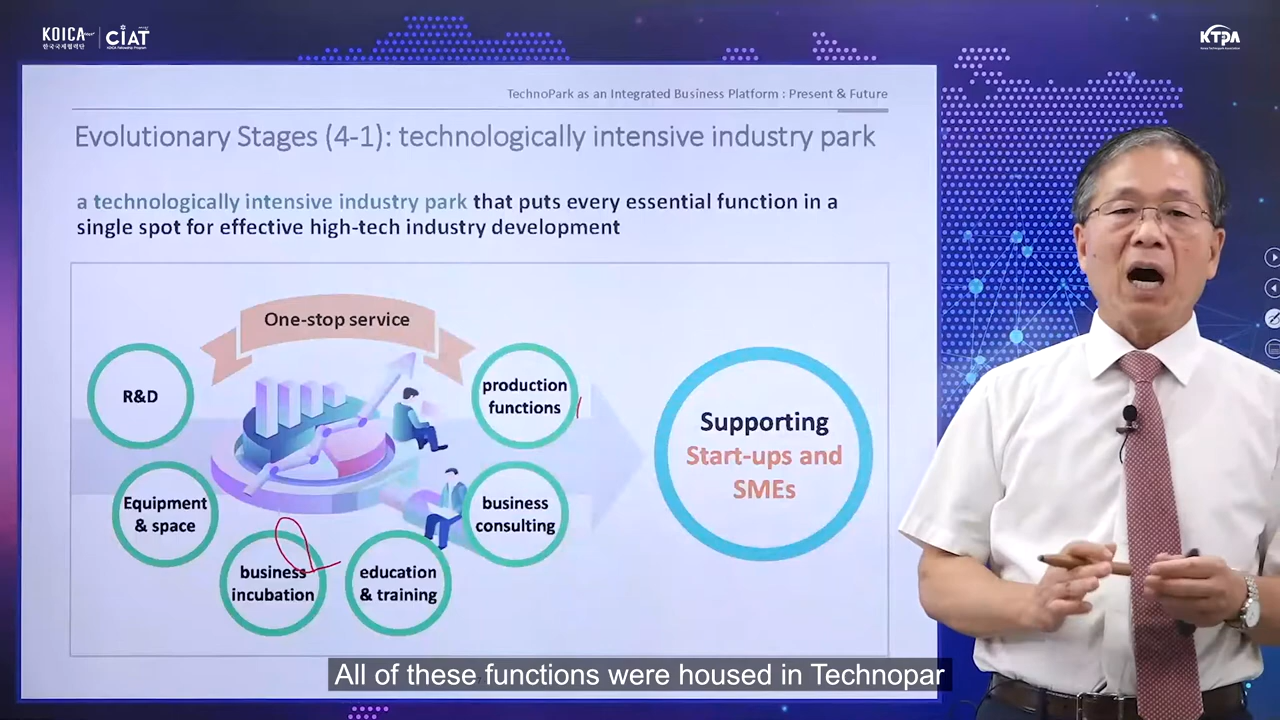 KOICA
한국국제협력단
CIAT
KOICA Fellowship Program
KTPA
Korea Technopark Association
TechnoPark as an Integrated Business Platform : Present & Future
Evolutionary Stages (4-1): technologically intensive industry park
a technologically intensive industry park that puts every essential function in a
single spot for effective high-tech industry development
One-stop service
R&D
production
functions
Equipment
& space
business
consulting
business
incubation
education
& training
Supporting
Start-ups and
SMEs
All of these functions were housed in Technopar